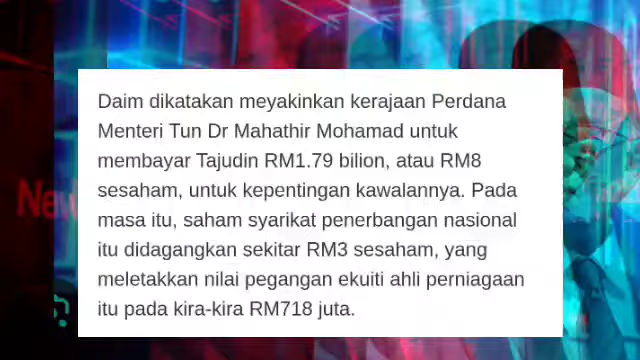 Daim dikatakan meyakinkan kerajaan Perdana
Menteri Tun Dr Mahathir Mohamad untuk
membayar Tajudin RM1.79 bilion, atau RM8
sesaham, untuk kepentingan kawalannya. Pada
masa itu, saham syarikat penerbangan nasional
itu didagangkan sekitar RM3 sesaham, yang
meletakkan nilai pegangan ekuiti ahli perniagaan
itu pada kira-kira RM718 juta.